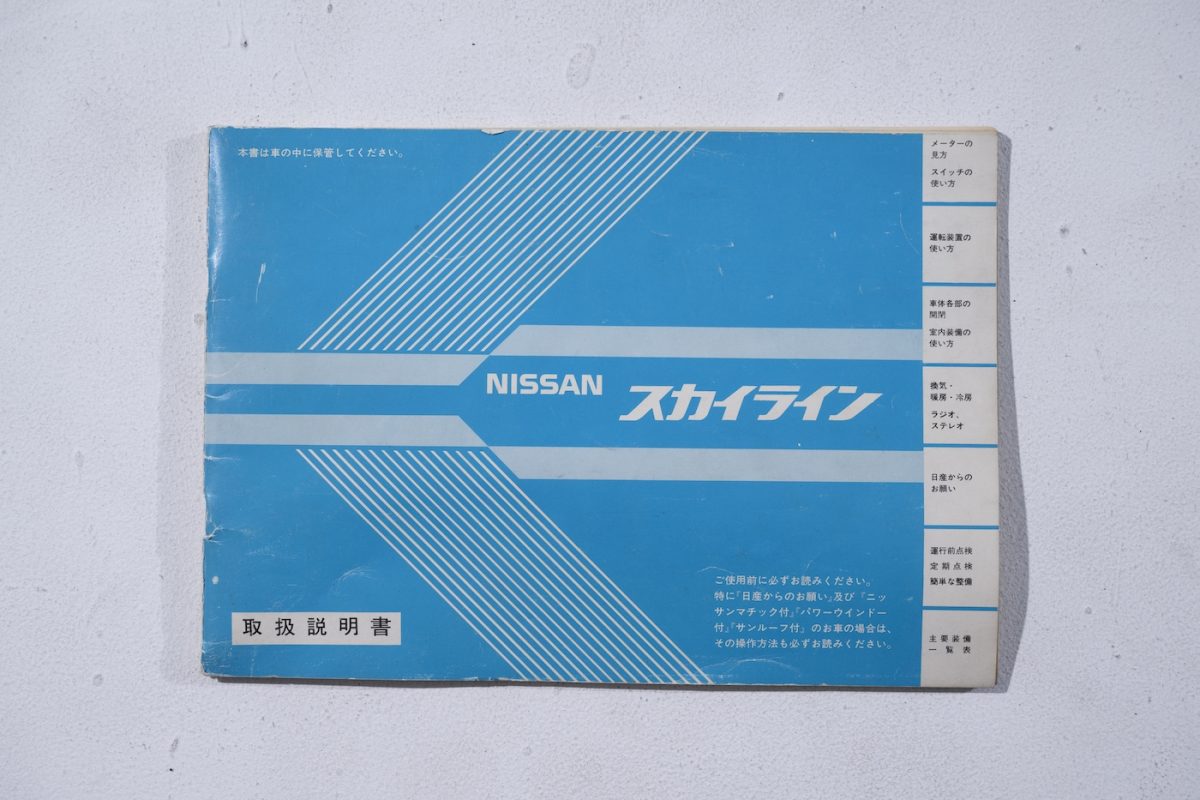 本書は車の中に保管してください。
NISSAN スカイライン
ご使用前に必ずお読みください。
特に「日産からのお願い」及び「ニッ
サンマチック付」「パワーウインドー
付」「サンルーフ付」のお車の場合は、
その操作方法も必ずお読みください。
取扱説明書
メーターの
見方
スイッチの
使い方
運転装置の
使い方
車体各部の
開閉
室内装備の
使い方
換気・
暖房・冷房
ラジオ、
ステレオ
日産からの
お願い
運行前点検
定期点検
簡単な整備
主要装備
一覧表